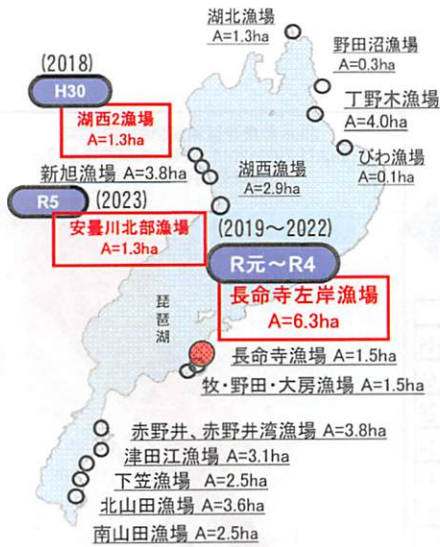 湖北漁場
A=1.3ha
野田沼漁場
A=0.3ha
(2018)
H30
丁野木漁場
A=4.0ha
湖西2漁場
A=1.3ha
びわ漁場
A=0.1ha
新旭漁場 A=3.8ha
湖西漁場
A=2.9ha
R5
(2023)
安曇川北部漁場
A=1.3ha
(2019～2022)
R元～R4
長命寺左岸漁場
A=6.3ha
琵琶湖
長命寺漁場 A=1.5ha
牧・野田・大房漁場 A=1.5ha
赤野井、赤野井湾漁場 A=3.8ha
津田江漁場 A=3.1ha
下笠漁場 A=2.5ha
北山田漁場 A=3.6ha
南山田漁場 A=2.5ha